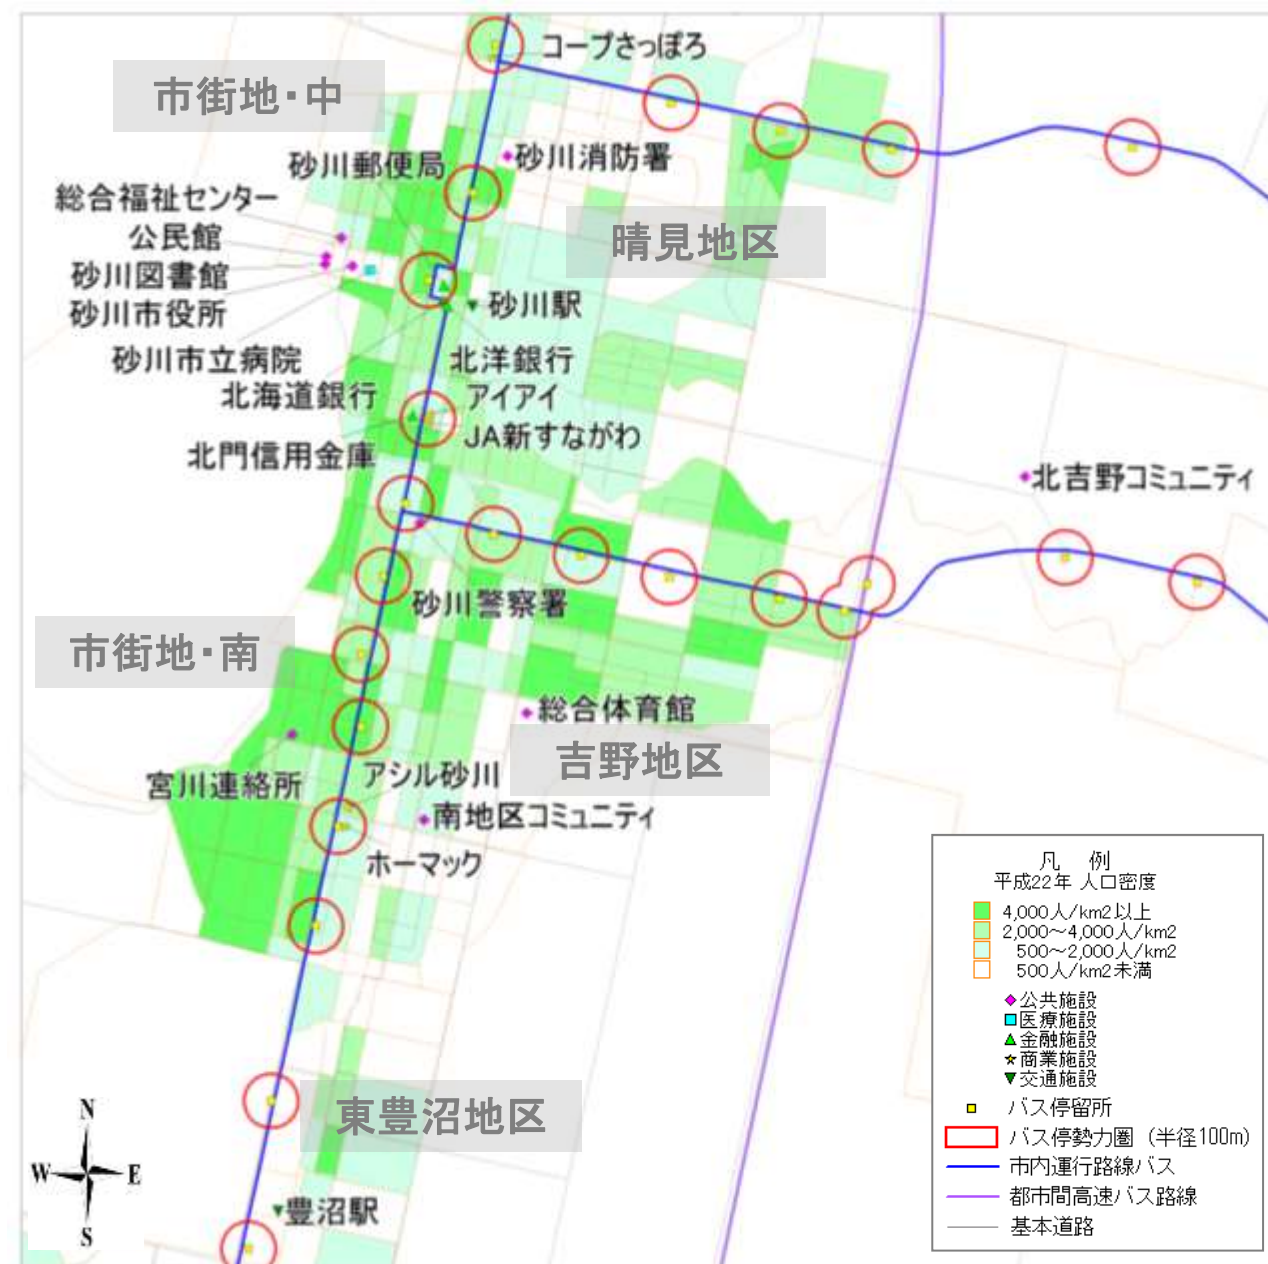 コープさっぽろ
市街地・中
砂川郵便局
砂川消防署
総合福祉センター
公民館
晴見地区
砂川図書館
砂川市役所
砂川駅
砂川市立病院
北洋銀行
北海道銀行
アイアイ
JA新すながわ
北門信用金庫
北吉野コミュニティ
砂川警察署
市街地・南
総合体育館
吉野地区
アシル砂川
宮川連絡所
南地区コミュニティ
ホーマック
東豊沼地区
豊沼駅
N
W E
S
凡 例
平成22年 人口密度
4,000人/km2以上
2,000～4,000人/km2
500～2,000人/km2
500人/km2未満
公共施設
医療施設
金融施設
商業施設
交通施設
バス停留所
バス停勢力圏 (半径100m)
市内運行路線バス
都市間高速バス路線
基本道路